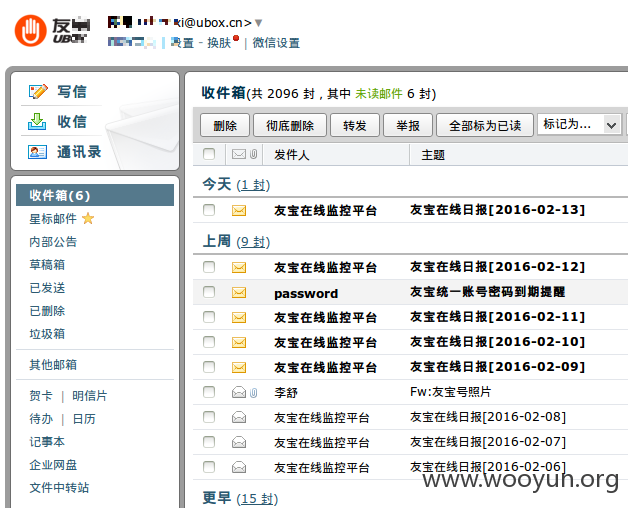 友宝 xi@ubox.cn> ▼
UBOX 设置 - 换肤 | 微信设置
写信
收信
通讯录
收件箱(6)
星标邮件
内部公告
草稿箱
已发送
已删除
垃圾箱
其他邮箱
贺卡 | 明信片
待办 | 日历
记事本
企业网盘
文件中转站
收件箱(共 2096 封 , 其中 未读邮件 6 封)
删除 彻底删除 转发 举报 全部标为已读 标记为...
发件人 主题
今天 (1 封)
友宝在线监控平台 友宝在线日报[2016-02-13]
上周 (9 封)
友宝在线监控平台 友宝在线日报[2016-02-12]
password 友宝统一账号密码到期提醒
友宝在线监控平台 友宝在线日报[2016-02-11]
友宝在线监控平台 友宝在线日报[2016-02-10]
友宝在线监控平台 友宝在线日报[2016-02-09]
李舒 Fw:友宝号照片
友宝在线监控平台 友宝在线日报[2016-02-08]
友宝在线监控平台 友宝在线日报[2016-02-07]
友宝在线监控平台 友宝在线日报[2016-02-06]
更早 (15 封)
www.wooyun.org